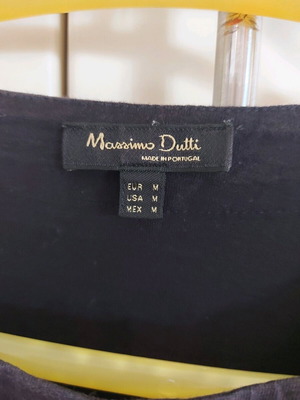 Massimo Dutti
MADE IN PORTUGAL
EUR M
USA M
MEX M